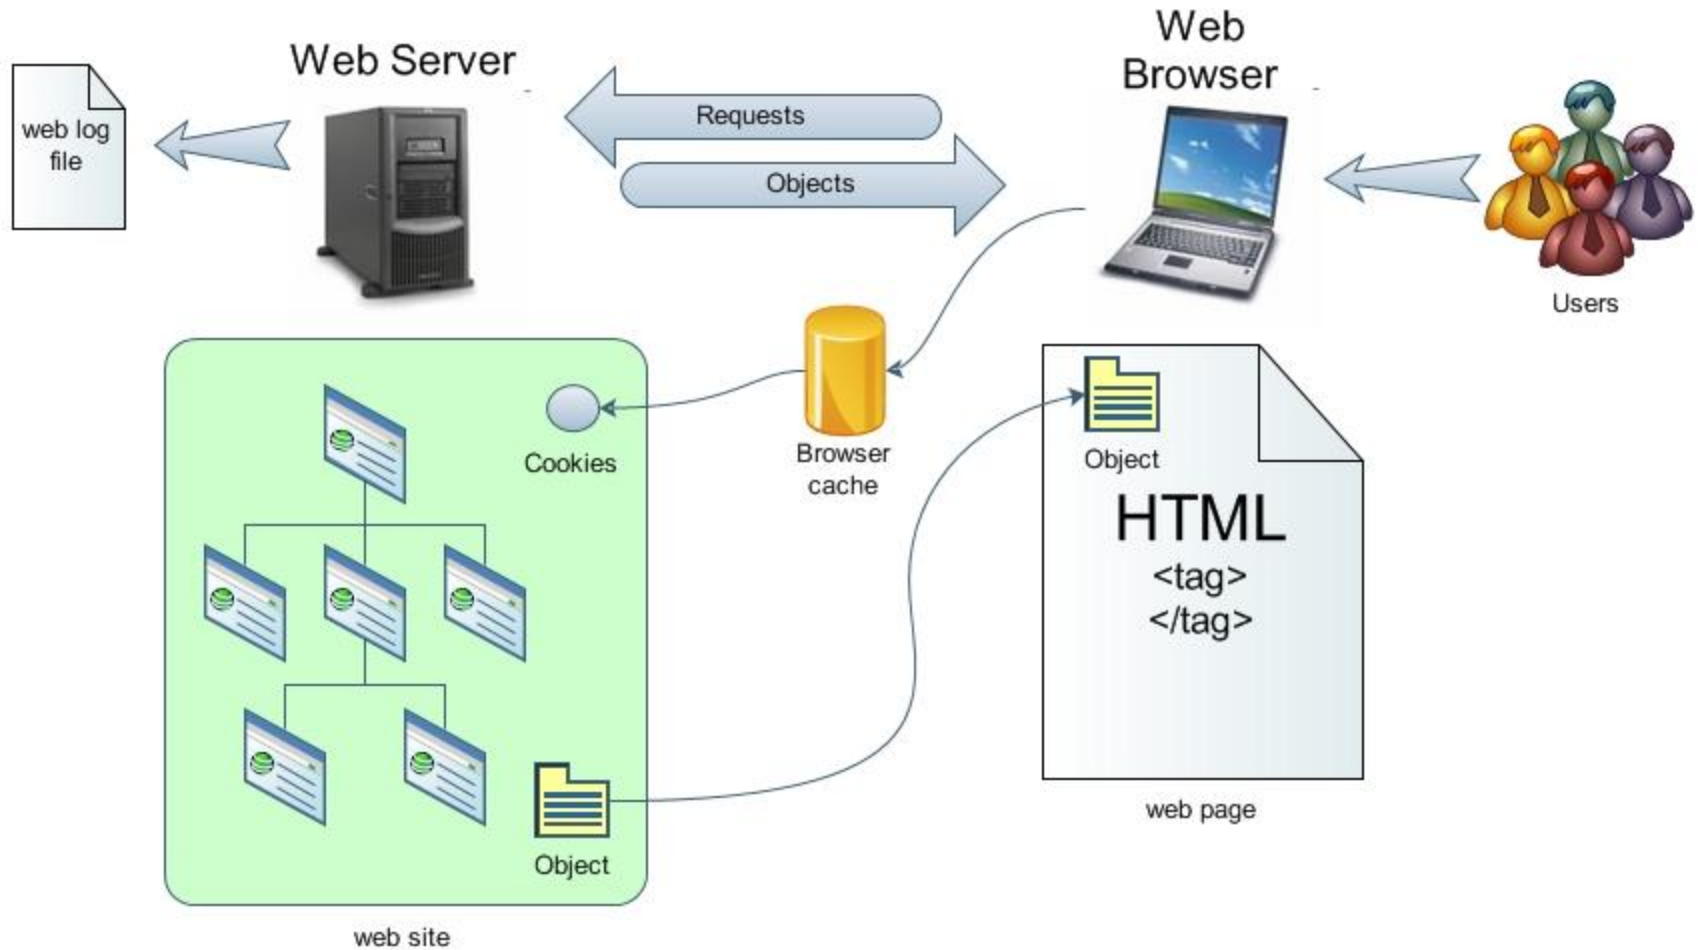 Web Server
Web
Browser
web log
file
Requests
Objects
Users
Cookies
Browser
cache
Object
HTML
<tag>
</tag>
web page
Object
web site